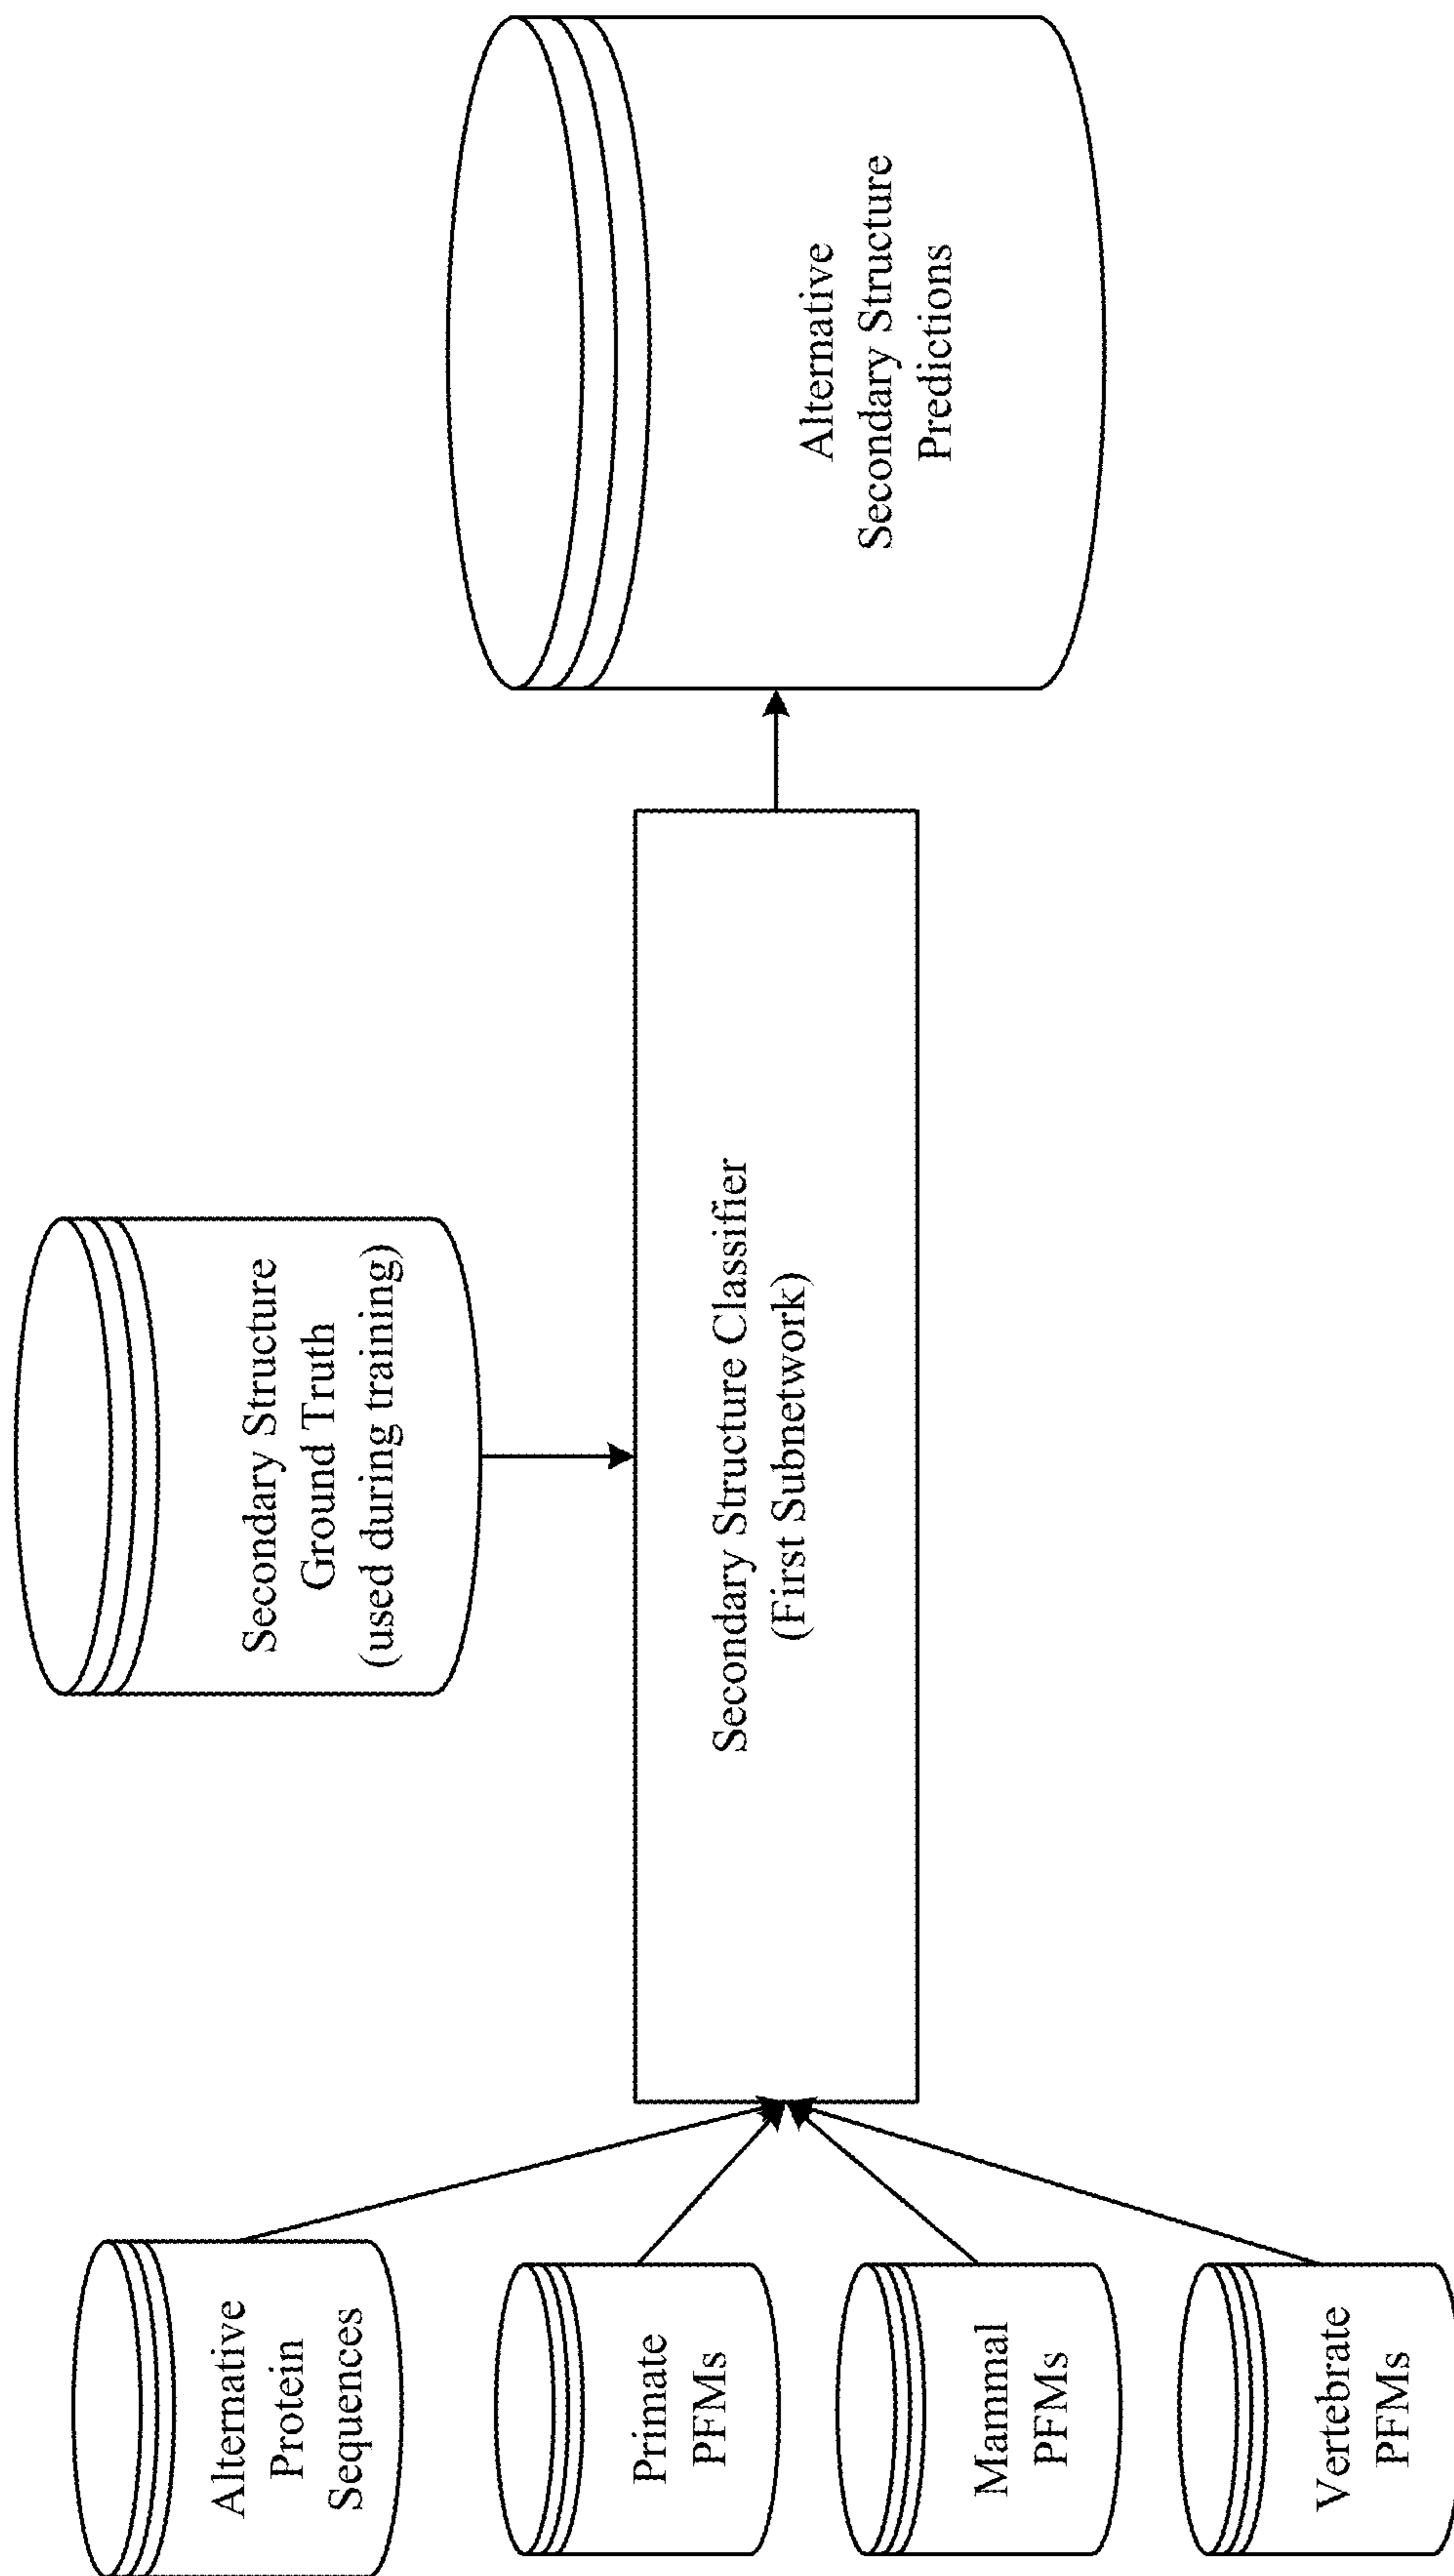 Alternative
Protein
Sequences
Primate
PFMs
Mammal
PFMs
Vertebrate
PFMs
Secondary Structure
Ground Truth
(used during training)
Secondary Structure Classifier
(First Subnetwork)
Alternative
Secondary Structure
Predictions